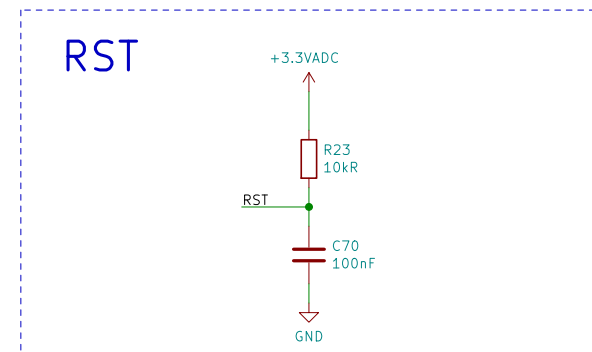 RST
+3.3VADC
R23
10kR
RST
C70
100nF
GND